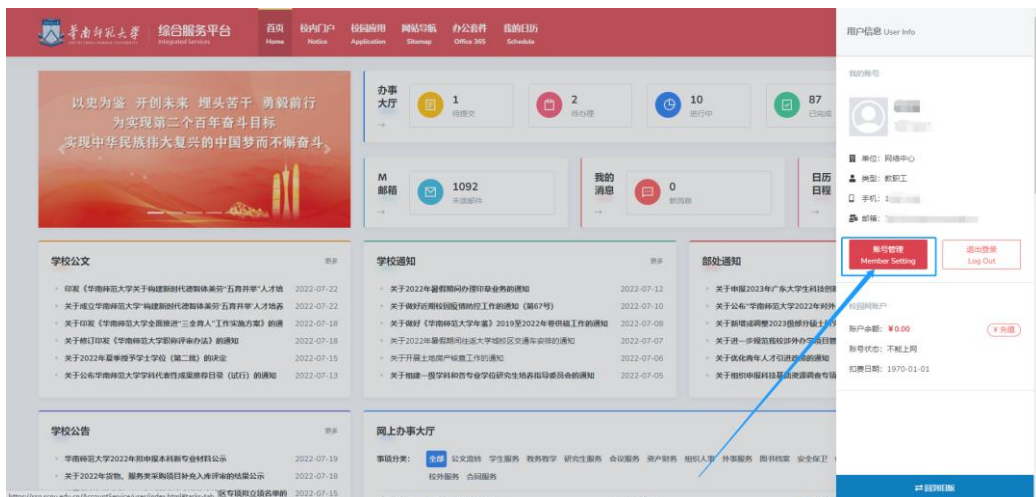 华南师范大学
综合服务平台
Integrated Services
首页
Home
校内门户
Notice
校园应用
Application
网站导航
Sitemap
办公套件
Office 365
我的日历
Schedule
以史为鉴 开创未来 埋头苦干 勇毅前行
为实现第二个百年奋斗目标
实现中华民族伟大复兴的中国梦而不懈奋斗
办事大厅
1
待提交
2
待办理
10
进行中
87
已完成
M
邮箱
1092
未读邮件
我的消息
0
新消息
日历日程
学校公文
更多
印发《华南师范大学关于构建新时代德智体美劳“五育并举”人才培 2022-07-22
关于成立华南师范大学“构建新时代德智体美劳“五育并举”人才培养 2022-07-22
关于印发《华南师范大学全面推进“三全育人”工作实施方案》的通 2022-07-18
关于修订印发《华南师范大学职称评审办法》的通知 2022-07-18
关于2022年夏季授予学士学位（第二批）的决定 2022-07-15
关于公布华南师范大学学科代表性成果推荐目录（试行）的通知 2022-07-13
学校通知
更多
关于2022年暑假期间办理印章业务的通知 2022-07-12
关于做好近期校园疫情防控工作的通知（第67号） 2022-07-10
关于做好《华南师范大学年鉴》2019至2022年卷供稿工作的通知 2022-07-08
关于2022年暑假期间往返大学城校区交通车安排的通知 2022-07-07
关于开展土地房产核查工作的通知 2022-07-06
关于组建一级学科和各专业学位研究生培养指导委员会的通知 2022-07-05
部处通知
关于申报2023年广东大学生科技创新
关于公布“华南师范大学2022年对外
关于新增或调整2023级部分硕士研究
关于进一步规范我校涉外办学项目管
关于优化青年人才引进政策的通知
关于组织申报科技基础资源调查专项
学校公告
更多
华南师范大学2022年拟申报本科新专业材料公示 2022-07-19
关于2022年货物、服务类采购项目补充入库评审的结果公示 2022-07-18
区专项拟立项名单的 2022-07-15
网上办事大厅
事项分类：
全部 公文流转 学生服务 教务教学 研究生服务 会议服务 资产财务 组织人事 外事服务 图书档案 安全保卫
校外服务 合同服务
用户信息 User Info
我的账号
单位：网络中心
类型：教职工
手机：1
邮箱：
账号管理
Member Setting
退出登录
Log Out
校园网账户
账户余额：￥0.00
￥充值
账号状态：不能上网
扣费日期：1970-01-01
回到旧版